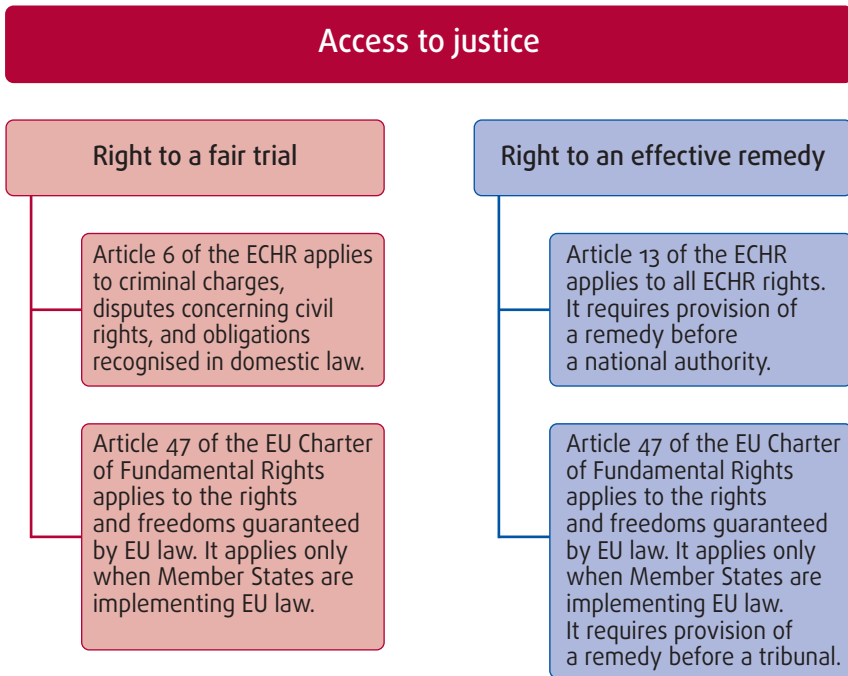 Access to justice
Right to a fair trial
Article 6 of the ECHR applies
to criminal charges,
disputes concerning civil
rights, and obligations
recognised in domestic law.
Article 47 of the EU Charter
of Fundamental Rights
applies to the rights
and freedoms guaranteed
by EU law. It applies only
when Member States are
implementing EU law.
Right to an effective remedy
Article 13 of the ECHR
applies to all ECHR rights.
It requires provision of
a remedy before
a national authority.
Article 47 of the EU Charter
of Fundamental Rights
applies to the rights
and freedoms guaranteed
by EU law. It applies only
when Member States are
implementing EU law.
It requires provision of
a remedy before a tribunal.